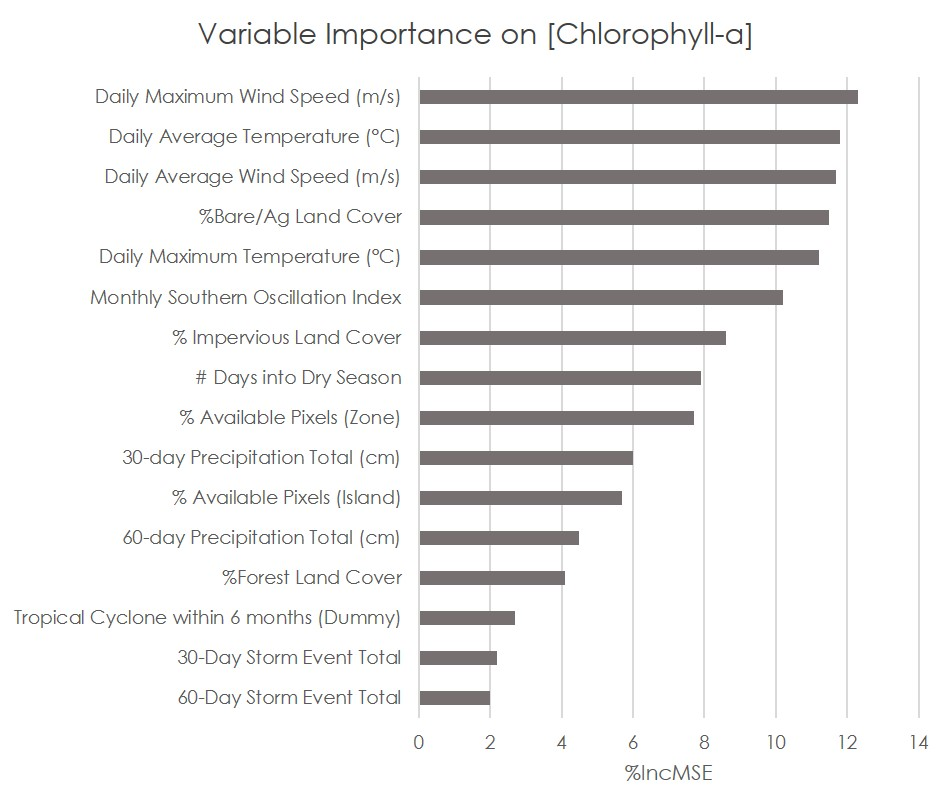 Variable Importance on [Chlorophyll-a]
Daily Maximum Wind Speed (m/s)
Daily Average Temperature (°C)
Daily Average Wind Speed (m/s)
%Bare/Ag Land Cover
Daily Maximum Temperature (°C)
Monthly Southern Oscillation Index
% Impervious Land Cover
# Days into Dry Season
% Available Pixels (Zone)
30-day Precipitation Total (cm)
% Available Pixels (Island)
60-day Precipitation Total (cm)
%Forest Land Cover
Tropical Cyclone within 6 months (Dummy)
30-Day Storm Event Total
60-Day Storm Event Total
0 2 4 6 8 10 12 14
%IncMSE